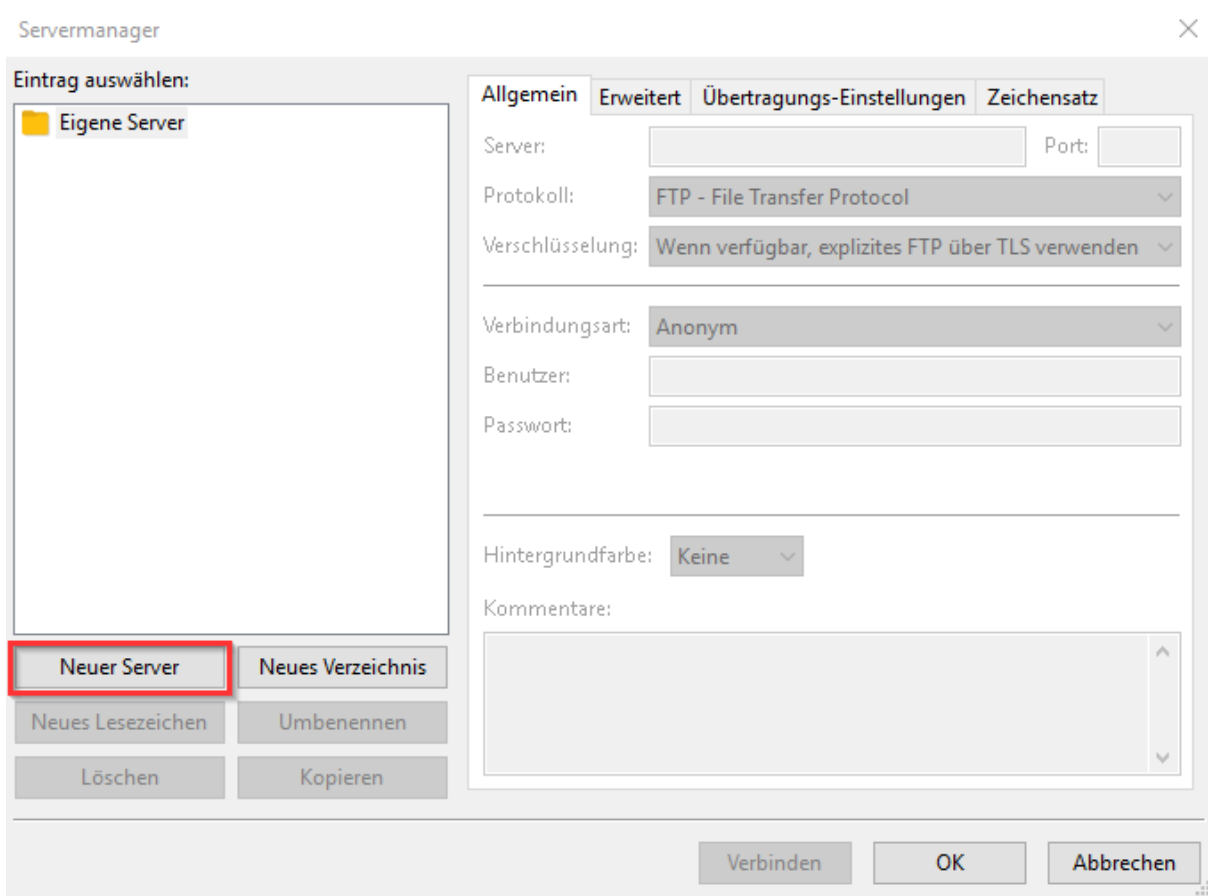 Servermanager
Eintrag auswählen:
Eigene Server
Neuer Server
Neues Verzeichnis
Neues Lesezeichen
Umbenennen
Löschen
Kopieren
Allgemein
Erweitert
Übertragungs-Einstellungen
Zeichensatz
Server:
Port:
Protokoll:
FTP - File Transfer Protocol
Verschlüsselung:
Wenn verfügbar, explizites FTP über TLS verwenden
Verbindungsart:
Anonym
Benutzer:
Passwort:
Hintergrundfarbe:
Keine
Kommentare:
Verbinden
OK
Abbrechen